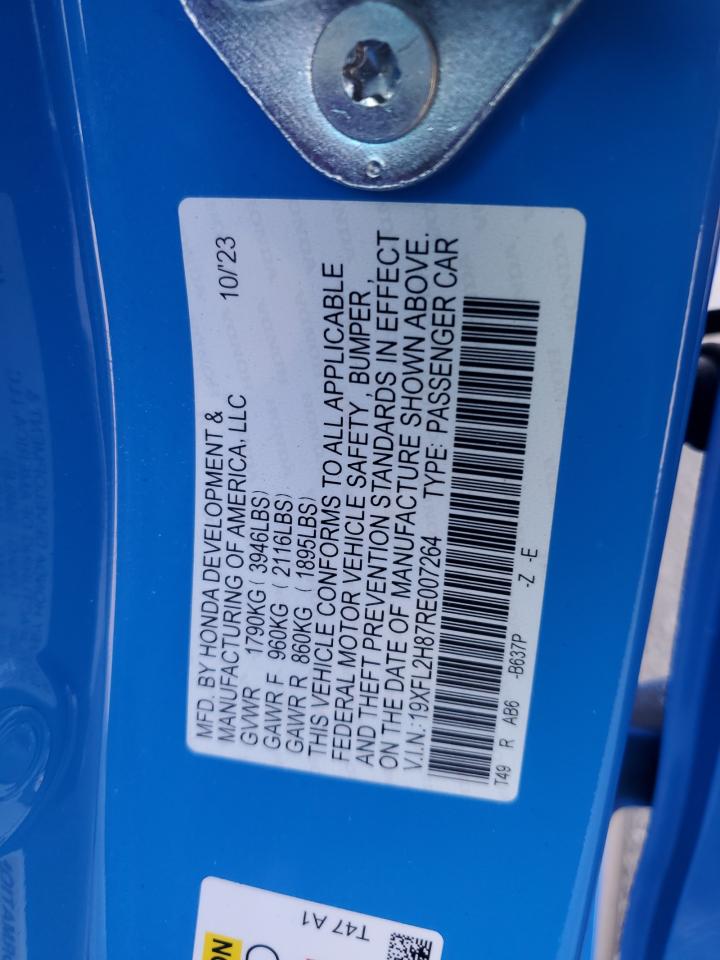 MFD. BY HONDA DEVELOPMENT &
MANUFACTURING OF AMERICA, LLC 10/'23
GVWR 1790KG ( 3946LBS)
GAWR F 960KG ( 2116LBS)
GAWR R 860KG ( 1895LBS)
THIS VEHICLE CONFORMS TO ALL APPLICABLE
FEDERAL MOTOR VEHICLE SAFETY, BUMPER,
AND THEFT PREVENTION STANDARDS IN EFFECT
ON THE DATE OF MANUFACTURE SHOWN ABOVE.
V.I.N.:19XFL2H87RE007264 TYPE: PASSENGER CAR
T49 R AB6 -B637P -Z -E
T47 A1